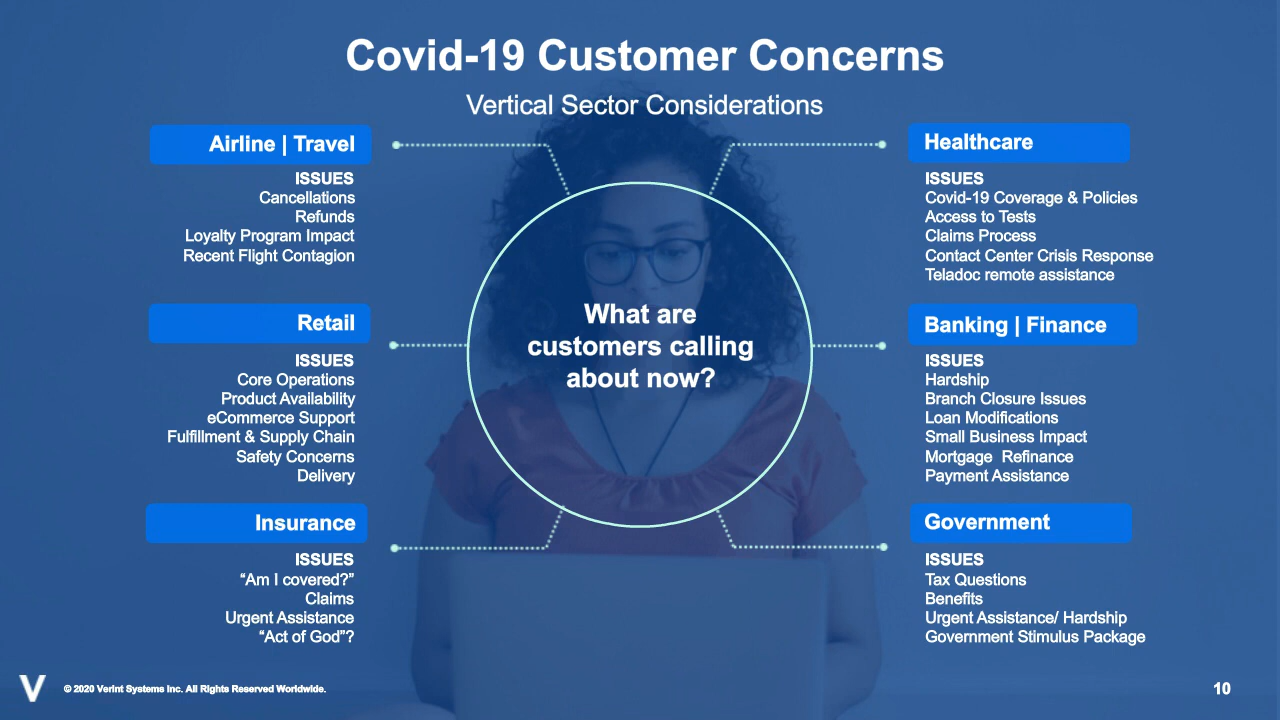 Covid-19 Customer Concerns
Vertical Sector Considerations
Airline | Travel
ISSUES
Cancellations
Refunds
Loyalty Program Impact
Recent Flight Contagion
Retail
ISSUES
Core Operations
Product Availability
eCommerce Support
Fulfillment & Supply Chain
Safety Concerns
Delivery
Insurance
ISSUES
“Am I covered?”
Claims
Urgent Assistance
“Act of God”?
What are
customers calling
about now?
Healthcare
ISSUES
Covid-19 Coverage & Policies
Access to Tests
Claims Process
Contact Center Crisis Response
Teladoc remote assistance
Banking | Finance
ISSUES
Hardship
Branch Closure Issues
Loan Modifications
Small Business Impact
Mortgage  Refinance
Payment Assistance
Government
ISSUES
Tax Questions
Benefits
Urgent Assistance/ Hardship
Government Stimulus Package
V
© 2020 Verint Systems Inc. All Rights Reserved Worldwide.
10